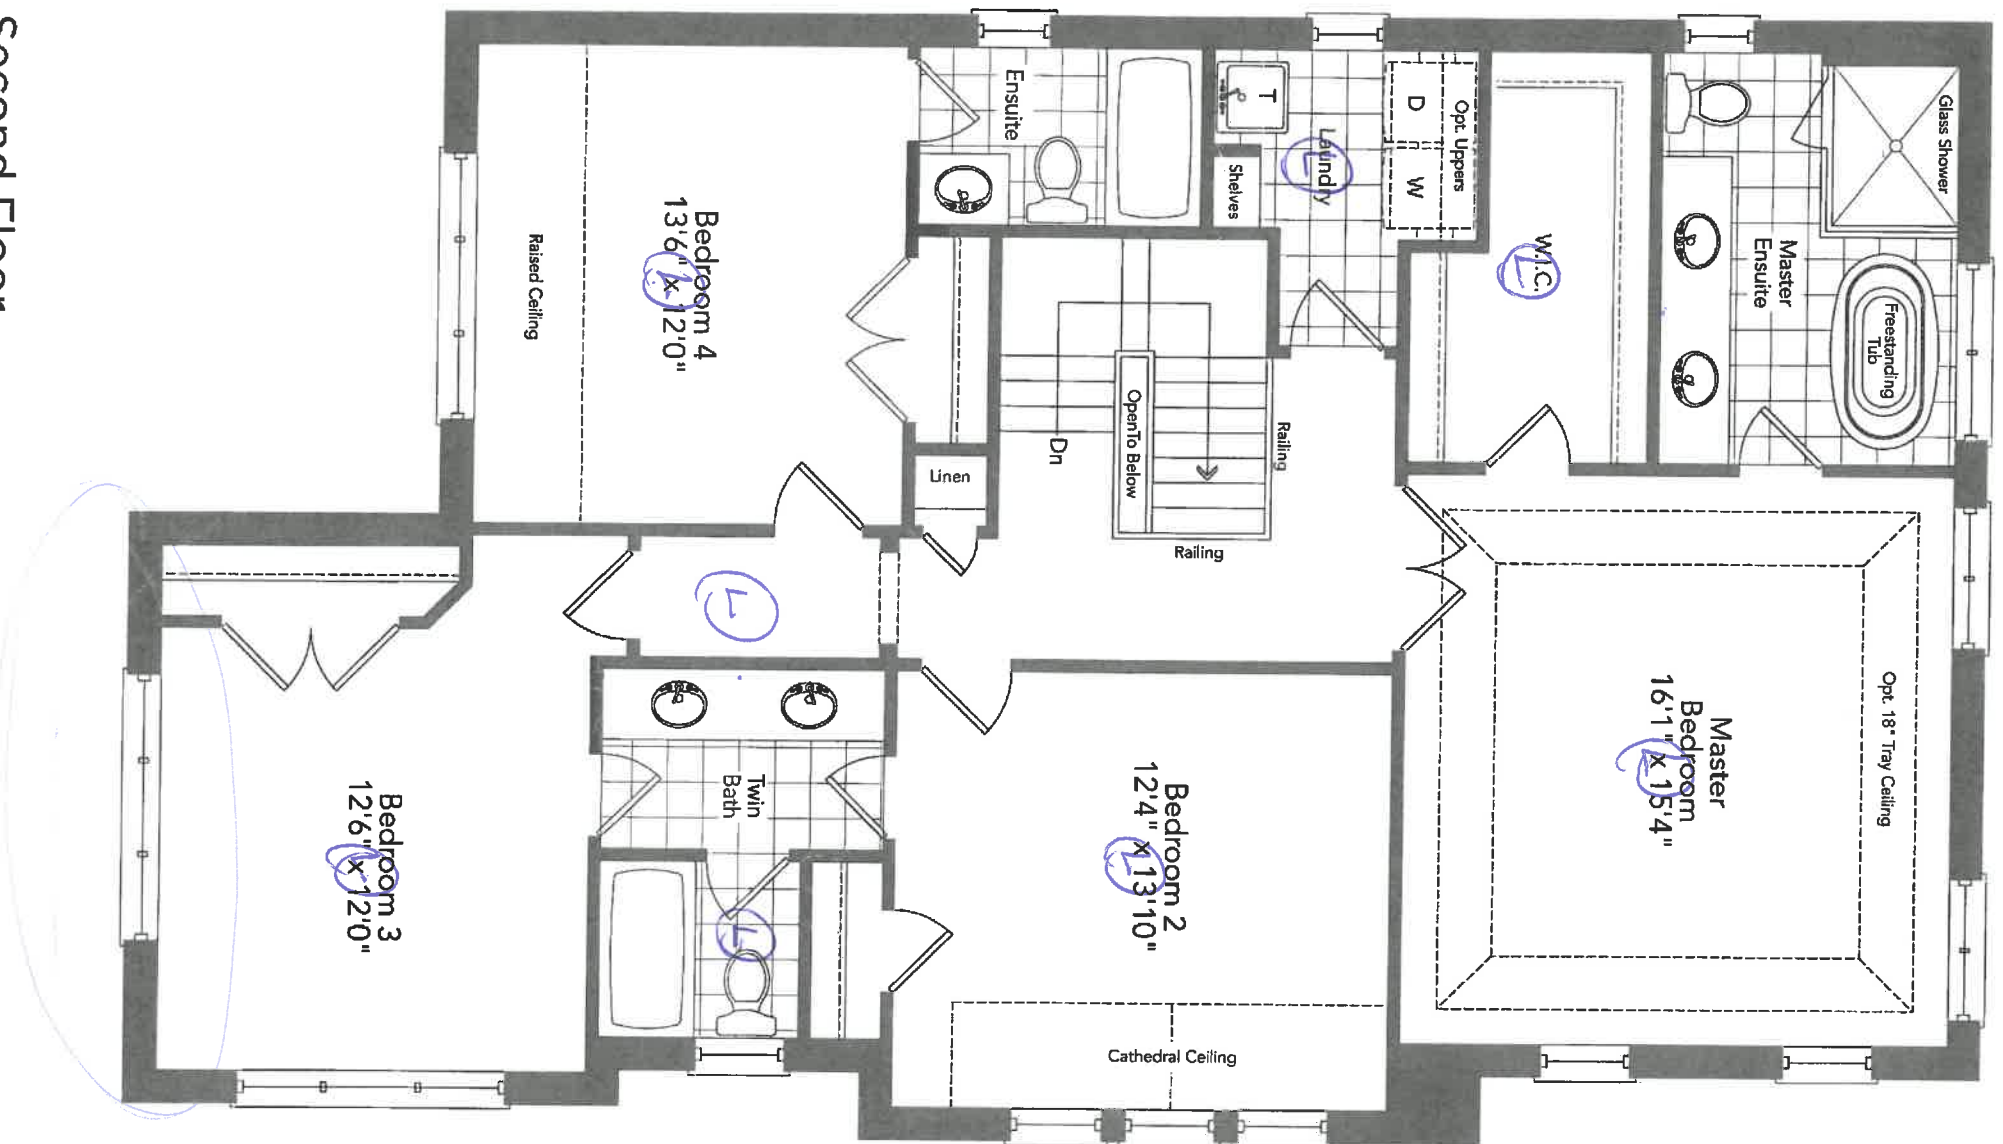 Second Floor
Glass Shower
Master
Ensuite
Freestanding
Tub
W.I.C.
L
Opt. Uppers
D
W
Laundry
L
T
Shelves
Ensuite
Bedroom 4
13'6" x 12'0"
L
Raised Ceiling
Railing
Open To Below
Dn
Linen
Railing
L
Opt. 18" Tray Ceiling
Master
Bedroom
16'1" x 15'4"
L
Bedroom 2
12'4" x 13'10"
L
Cathedral Ceiling
Twin
Bath
L
Bedroom 3
12'6" x 12'0"
L